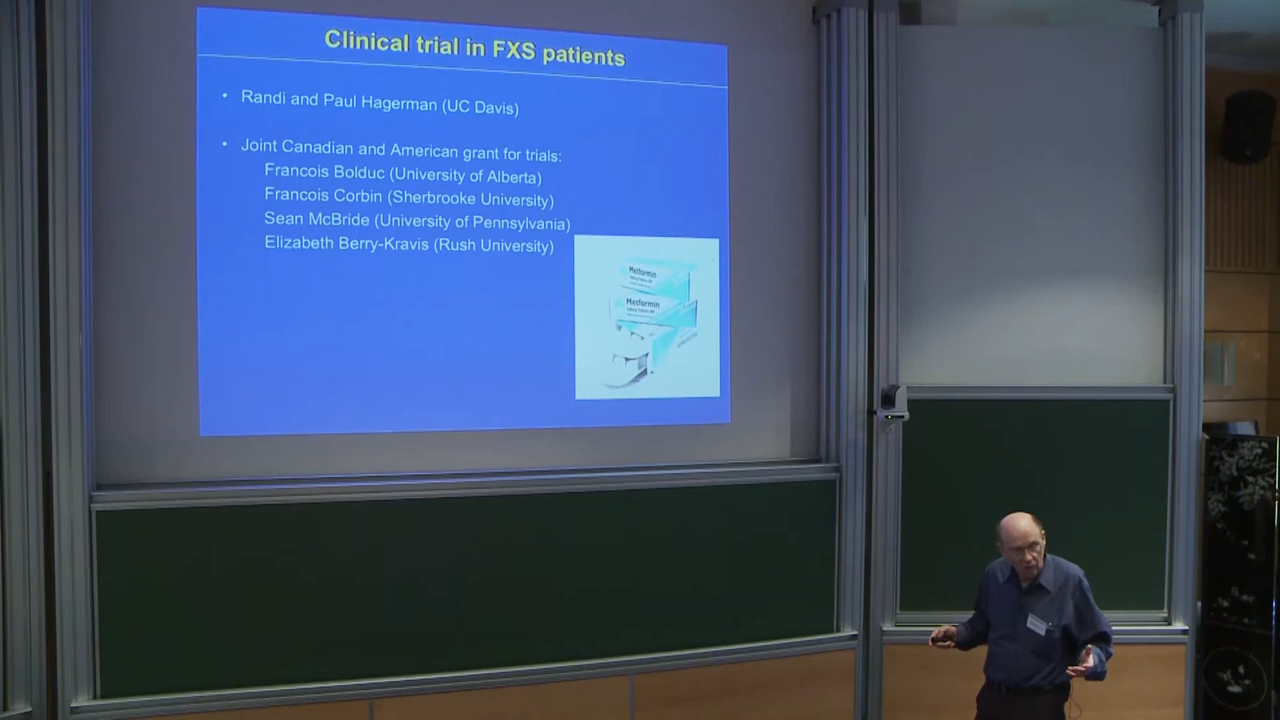 Clinical trial in FXS patients
• Randi and Paul Hagerman (UC Davis)
• Joint Canadian and American grant for trials:
Francois Bolduc (University of Alberta)
Francois Corbin (Sherbrooke University)
Sean McBride (University of Pennsylvania)
Elizabeth Berry-Kravis (Rush University)
Metformin
Metformin